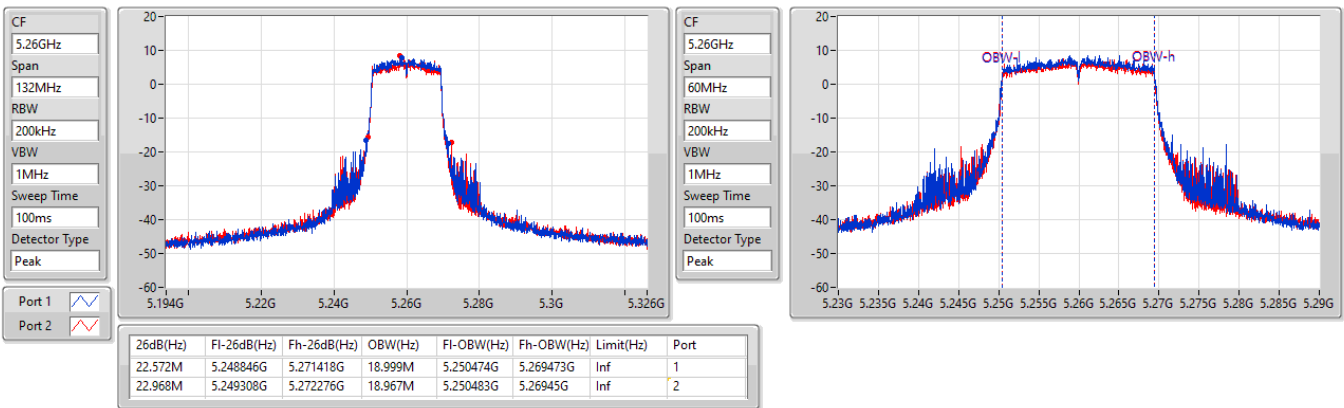 CF
5.26GHz
Span
132MHz
RBW
200kHz
VBW
1MHz
Sweep Time
100ms
Detector Type
Peak
Port 1
Port 2
20
10
0
-10
-20
-30
-40
-50
-60
5.194G 5.22G 5.24G 5.26G 5.28G 5.3G 5.326G
CF
5.26GHz
Span
60MHz
RBW
200kHz
VBW
1MHz
Sweep Time
100ms
Detector Type
Peak
20
10
0
-10
-20
-30
-40
-50
-60
OBW-l OBW-h
5.23G 5.235G 5.24G 5.245G 5.25G 5.255G 5.26G 5.265G 5.27G 5.275G 5.28G 5.285G 5.29G
26dB(Hz) Fl-26dB(Hz) Fh-26dB(Hz) OBW(Hz) Fl-OBW(Hz) Fh-OBW(Hz) Limit(Hz) Port
22.572M 5.248846G 5.271418G 18.999M 5.250474G 5.269473G Inf 1
22.968M 5.249308G 5.272276G 18.967M 5.250483G 5.26945G Inf 2